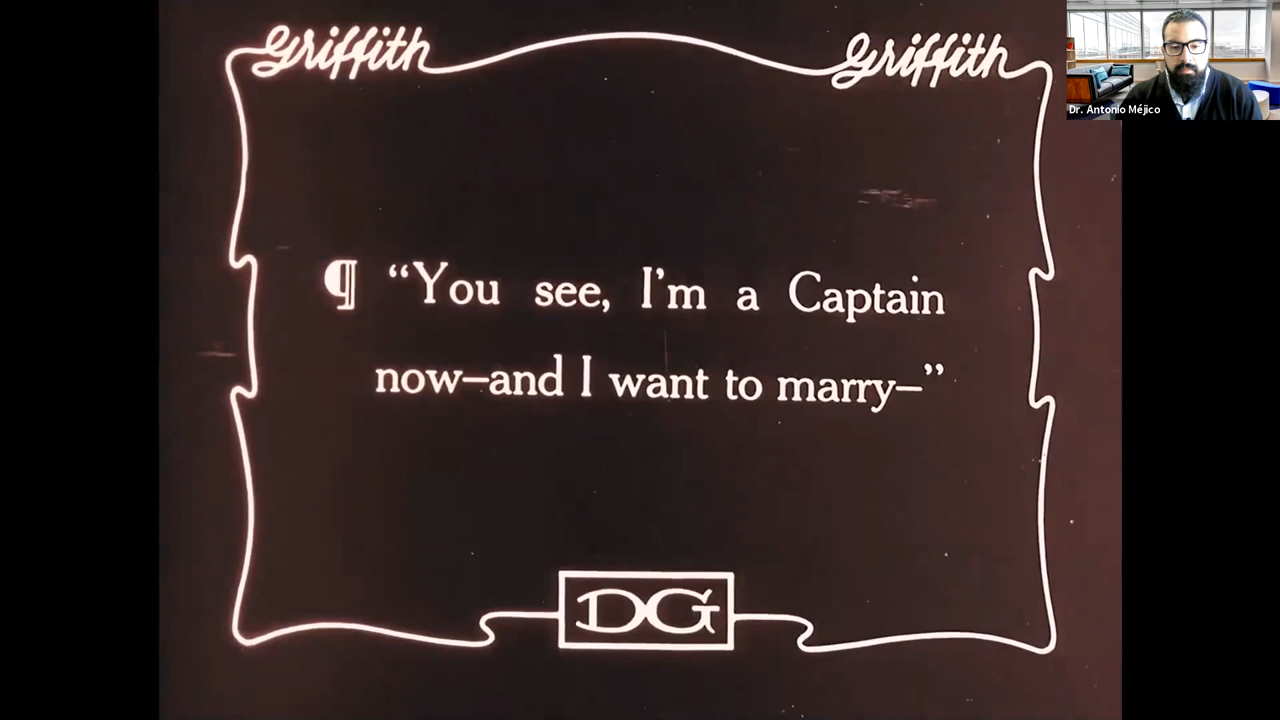 Griffith Griffith
Dr. Antonio Méjico
¶ “You see, I’m a Captain
now—and I want to marry—”
DG